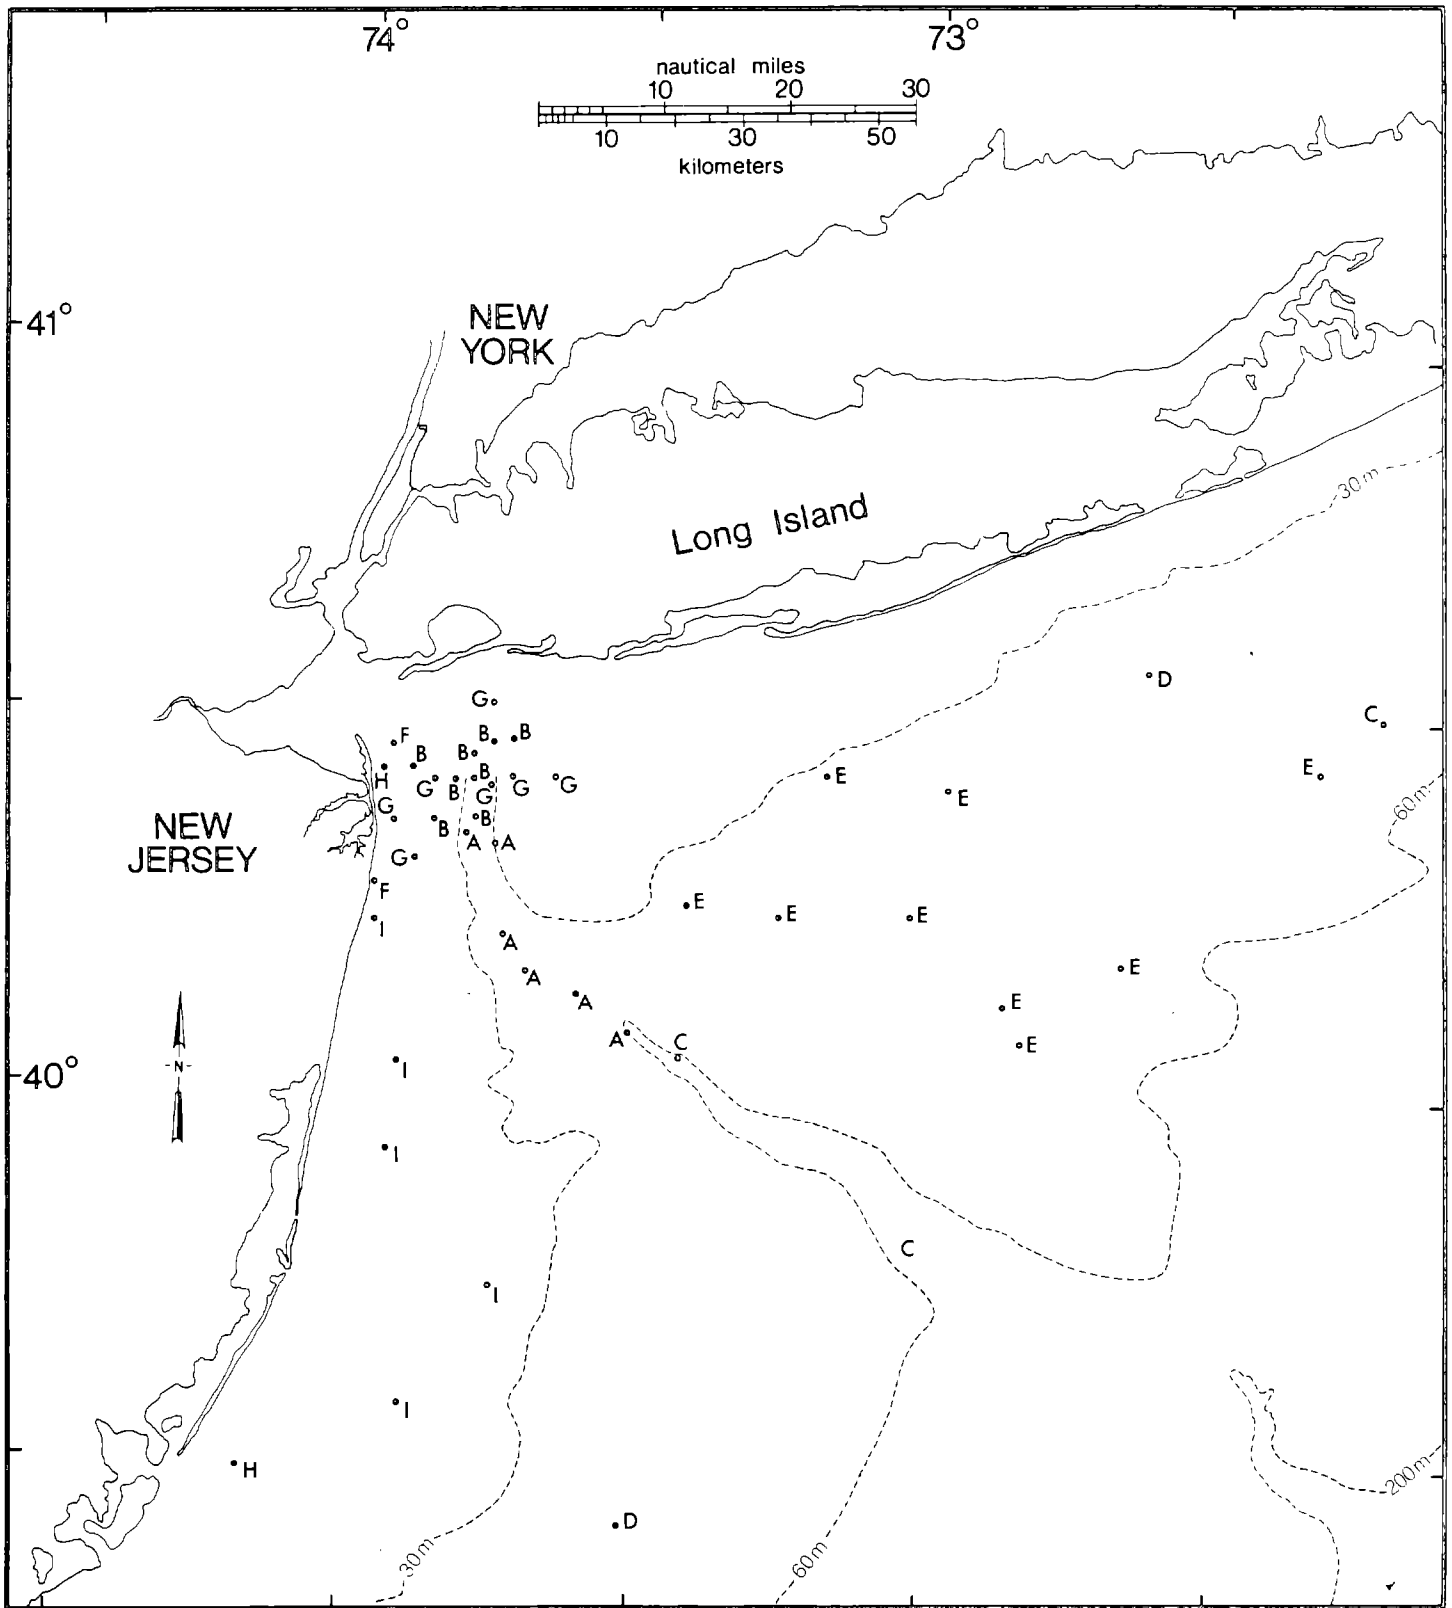 74° 73°
nautical miles
10 20 30
10 30 50
kilometers
41°
NEW
YORK
Long Island
30m
D
C
G
F B B
B B
H
G B B G G G
E E E
G B B
A A
60m
NEW
JERSEY
G
F
I
E E E
A
A
E
A
E
A C
E
40°
I
N
I
C
I
I
H
200m
D
30m 60m